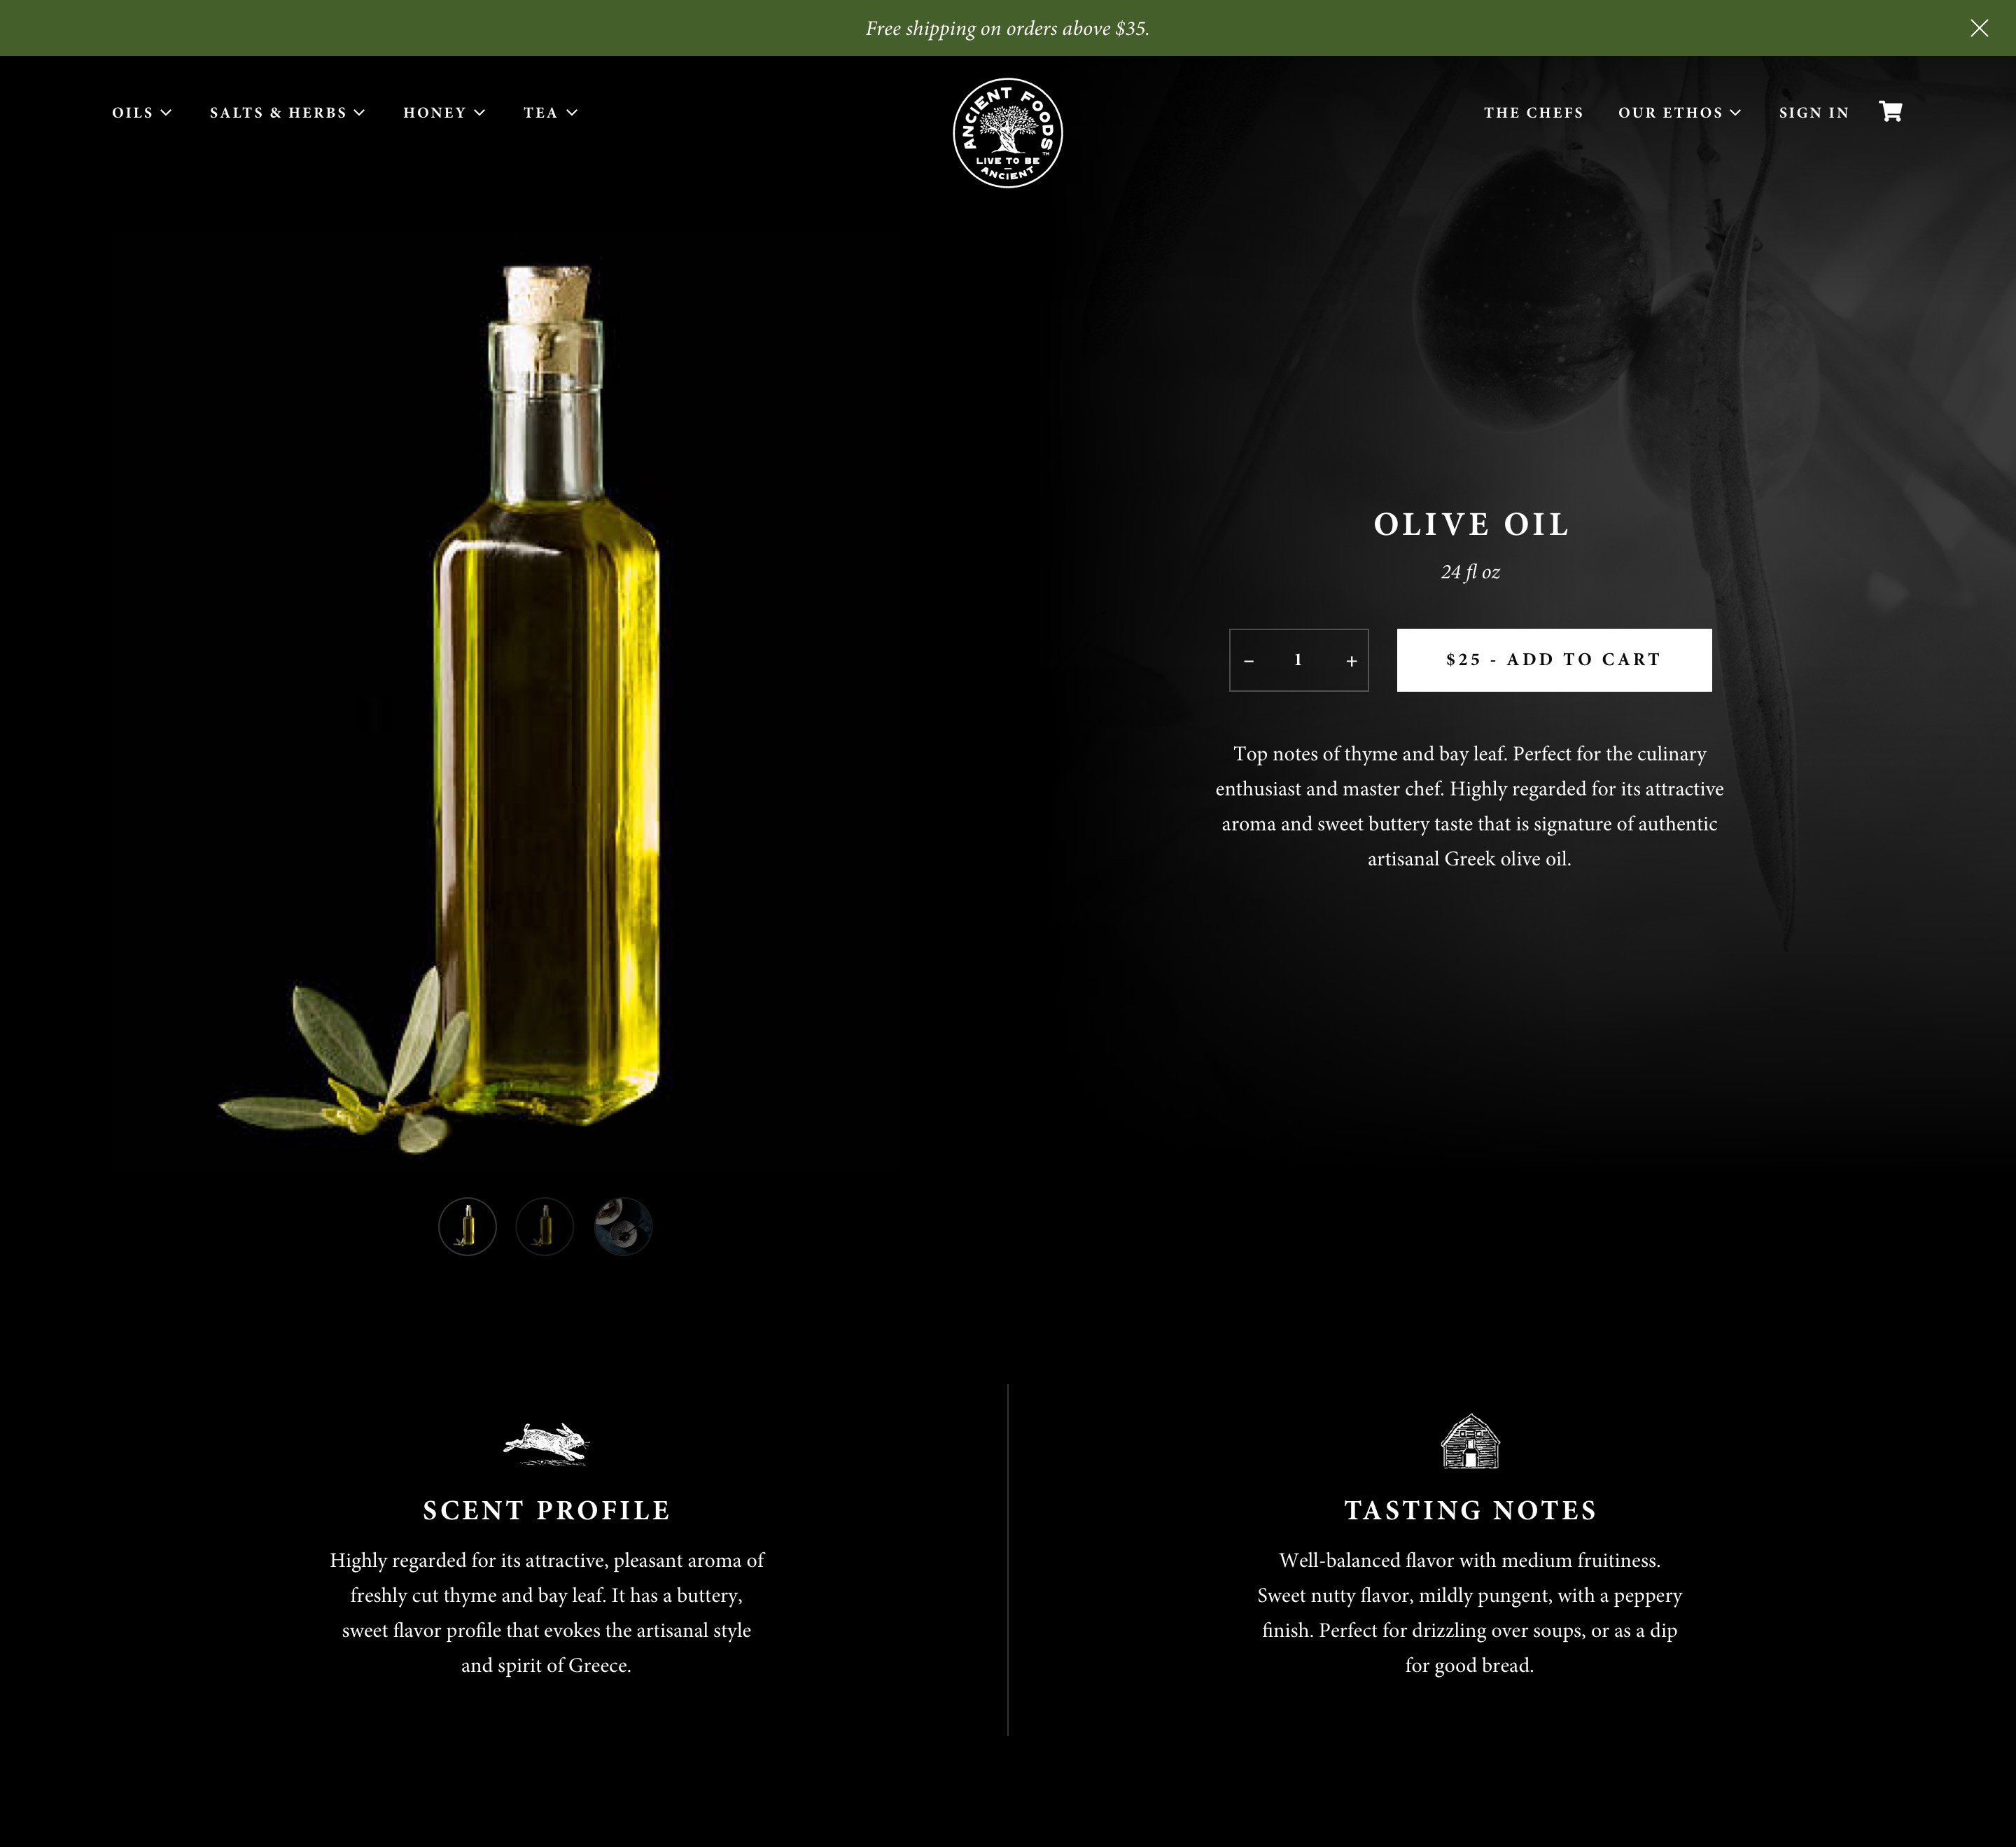 Free shipping on orders above $35.
OILS SALTS & HERBS HONEY TEA
ANCIENT FOODS
LIVE TO BE
ANCIENT
™
THE CHEFS OUR ETHOS SIGN IN
OLIVE OIL
24 fl oz
– 1 + $25 - ADD TO CART
Top notes of thyme and bay leaf. Perfect for the culinary
enthusiast and master chef. Highly regarded for its attractive
aroma and sweet buttery taste that is signature of authentic
artisanal Greek olive oil.
SCENT PROFILE
Highly regarded for its attractive, pleasant aroma of
freshly cut thyme and bay leaf. It has a buttery,
sweet flavor profile that evokes the artisanal style
and spirit of Greece.
TASTING NOTES
Well-balanced flavor with medium fruitiness.
Sweet nutty flavor, mildly pungent, with a peppery
finish. Perfect for drizzling over soups, or as a dip
for good bread.